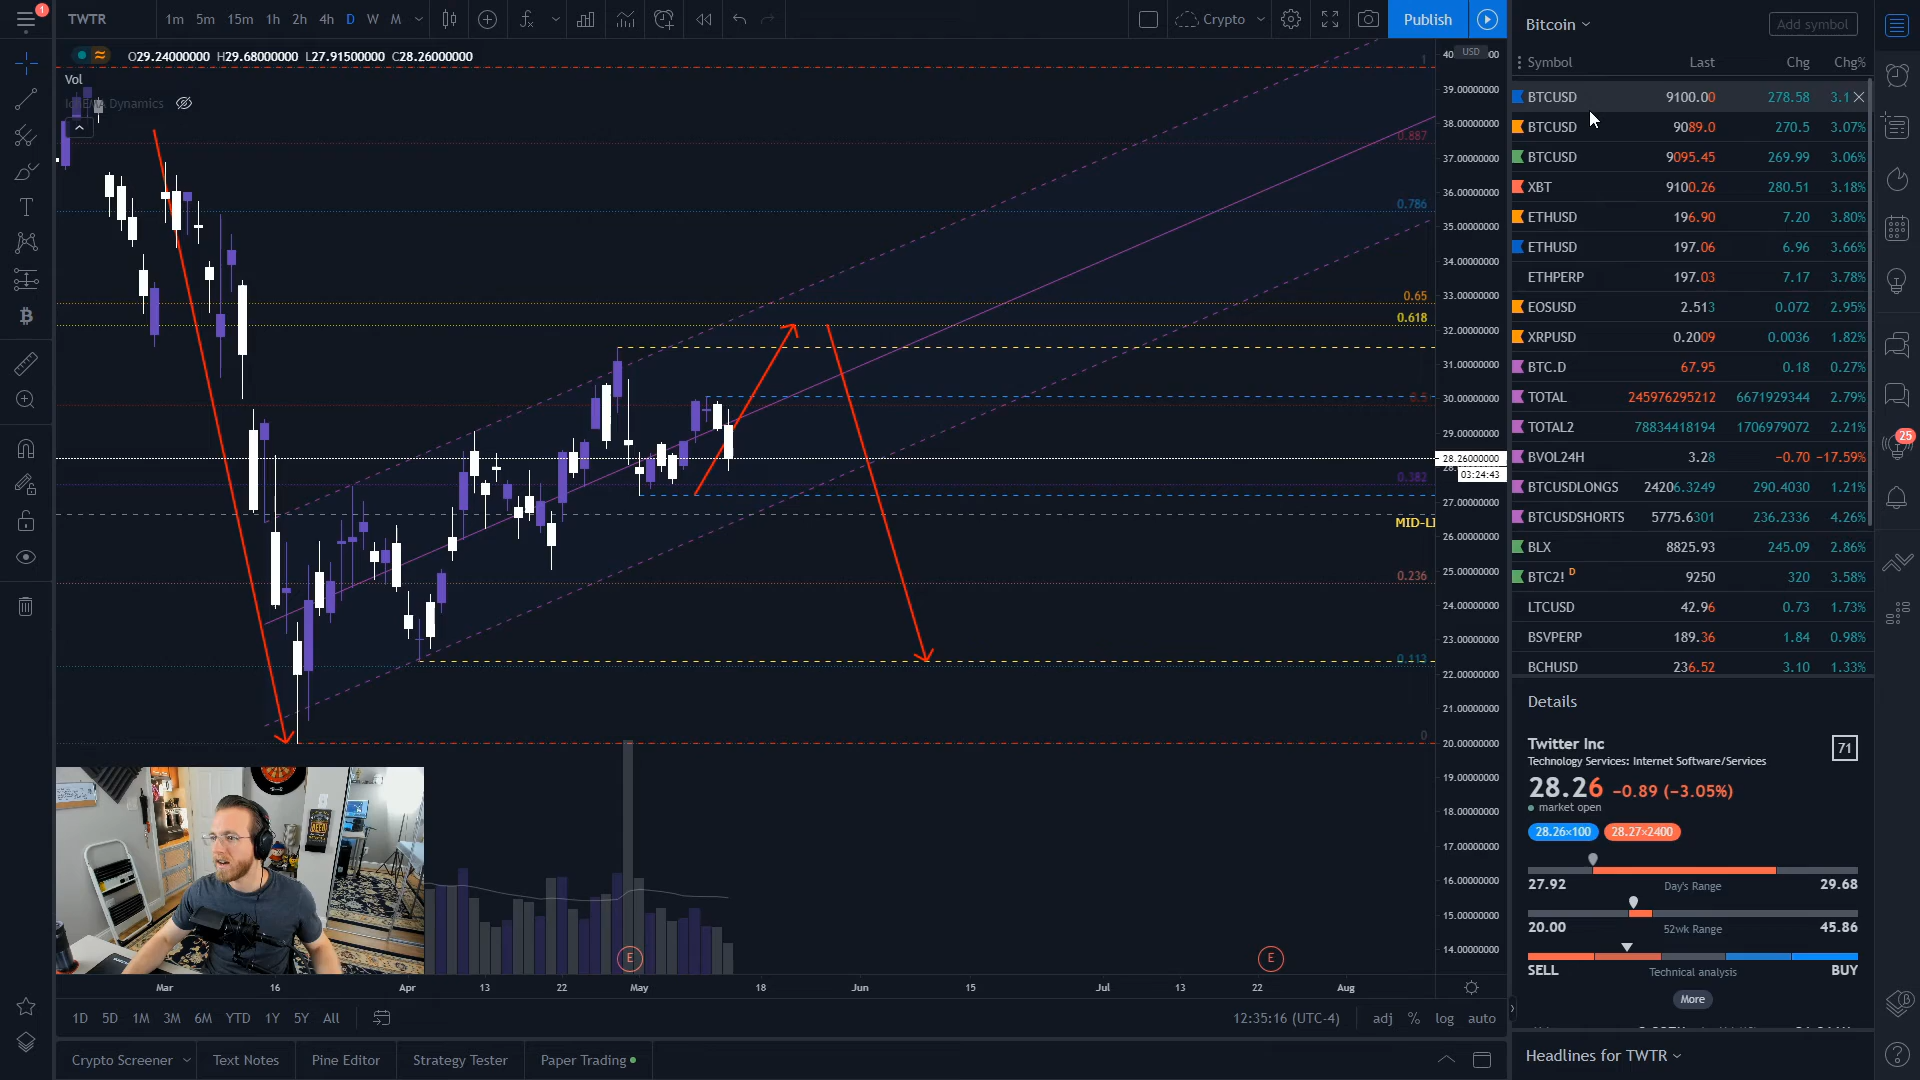 1
TWTR
1m 5m 15m 1h 2h 4h D W M
Crypto
Publish
O29.24000000 H29.68000000 L27.91500000 C28.26000000
Vol
USD
1
0.887
0.786
0.65
0.618
0.5
0.382
MID-LI
0.236
0.113
0
39.00000000
38.00000000
37.00000000
36.00000000
35.00000000
34.00000000
33.00000000
32.00000000
31.00000000
30.00000000
29.00000000
28.26000000
03:24:43
27.00000000
26.00000000
25.00000000
24.00000000
23.00000000
22.00000000
21.00000000
20.00000000
19.00000000
18.00000000
17.00000000
16.00000000
15.00000000
14.00000000
E
E
Mar 16 Apr 13 22 May 18 Jun 15 Jul 13 22 Aug
1D 5D 1M 3M 6M YTD 1Y 5Y All
12:35:16 (UTC-4) adj % log auto
Crypto Screener Text Notes Pine Editor Strategy Tester Paper Trading
Bitcoin
Add symbol
Symbol Last Chg Chg%
BTCUSD 9100.00 278.58 3.1
BTCUSD 9089.0 270.5 3.07%
BTCUSD 9095.45 269.99 3.06%
XBT 9100.26 280.51 3.18%
ETHUSD 196.90 7.20 3.80%
ETHUSD 197.06 6.96 3.66%
ETHPERP 197.03 7.17 3.78%
EOSUSD 2.513 0.072 2.95%
XRPUSD 0.2009 0.0036 1.82%
BTC.D 67.95 0.18 0.27%
TOTAL 245976295212 6671929344 2.79%
TOTAL2 78834418194 1706979072 2.21%
BVOL24H 3.28 −0.70 −17.59%
BTCUSDLONGS 24206.3249 290.4030 1.21%
BTCUSDSHORTS 5775.6301 236.2336 4.26%
BLX 8825.93 245.09 2.86%
BTC2! D 9250 320 3.58%
LTCUSD 42.96 0.73 1.73%
BSVPERP 189.36 1.84 0.98%
BCHUSD 236.52 3.10 1.33%
Details
Twitter Inc
71
Technology Services: Internet Software/Services
28.26 −0.89 (−3.05%)
market open
28.26×100 28.27×2400
27.92 Day's Range 29.68
20.00 52wk Range 45.86
SELL Technical analysis BUY
More
Headlines for TWTR
25